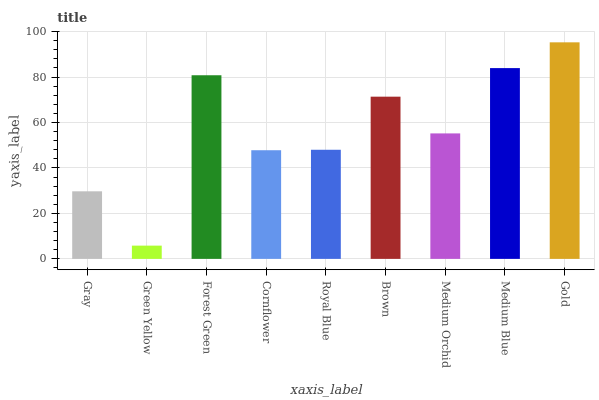 title
yaxis_label
100
80
60
40
20
0
Gray
Green Yellow
Forest Green
Cornflower
Royal Blue
Brown
Medium Orchid
Medium Blue
Gold
xaxis_label